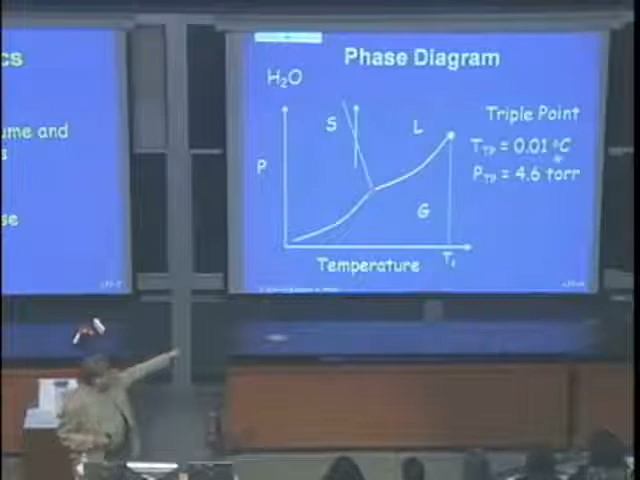 cs
ume and
s
se
Phase Diagram
H₂O
S
L
Triple Point
P
T_TP = 0.01 °C
P_TP = 4.6 torr
G
Temperature